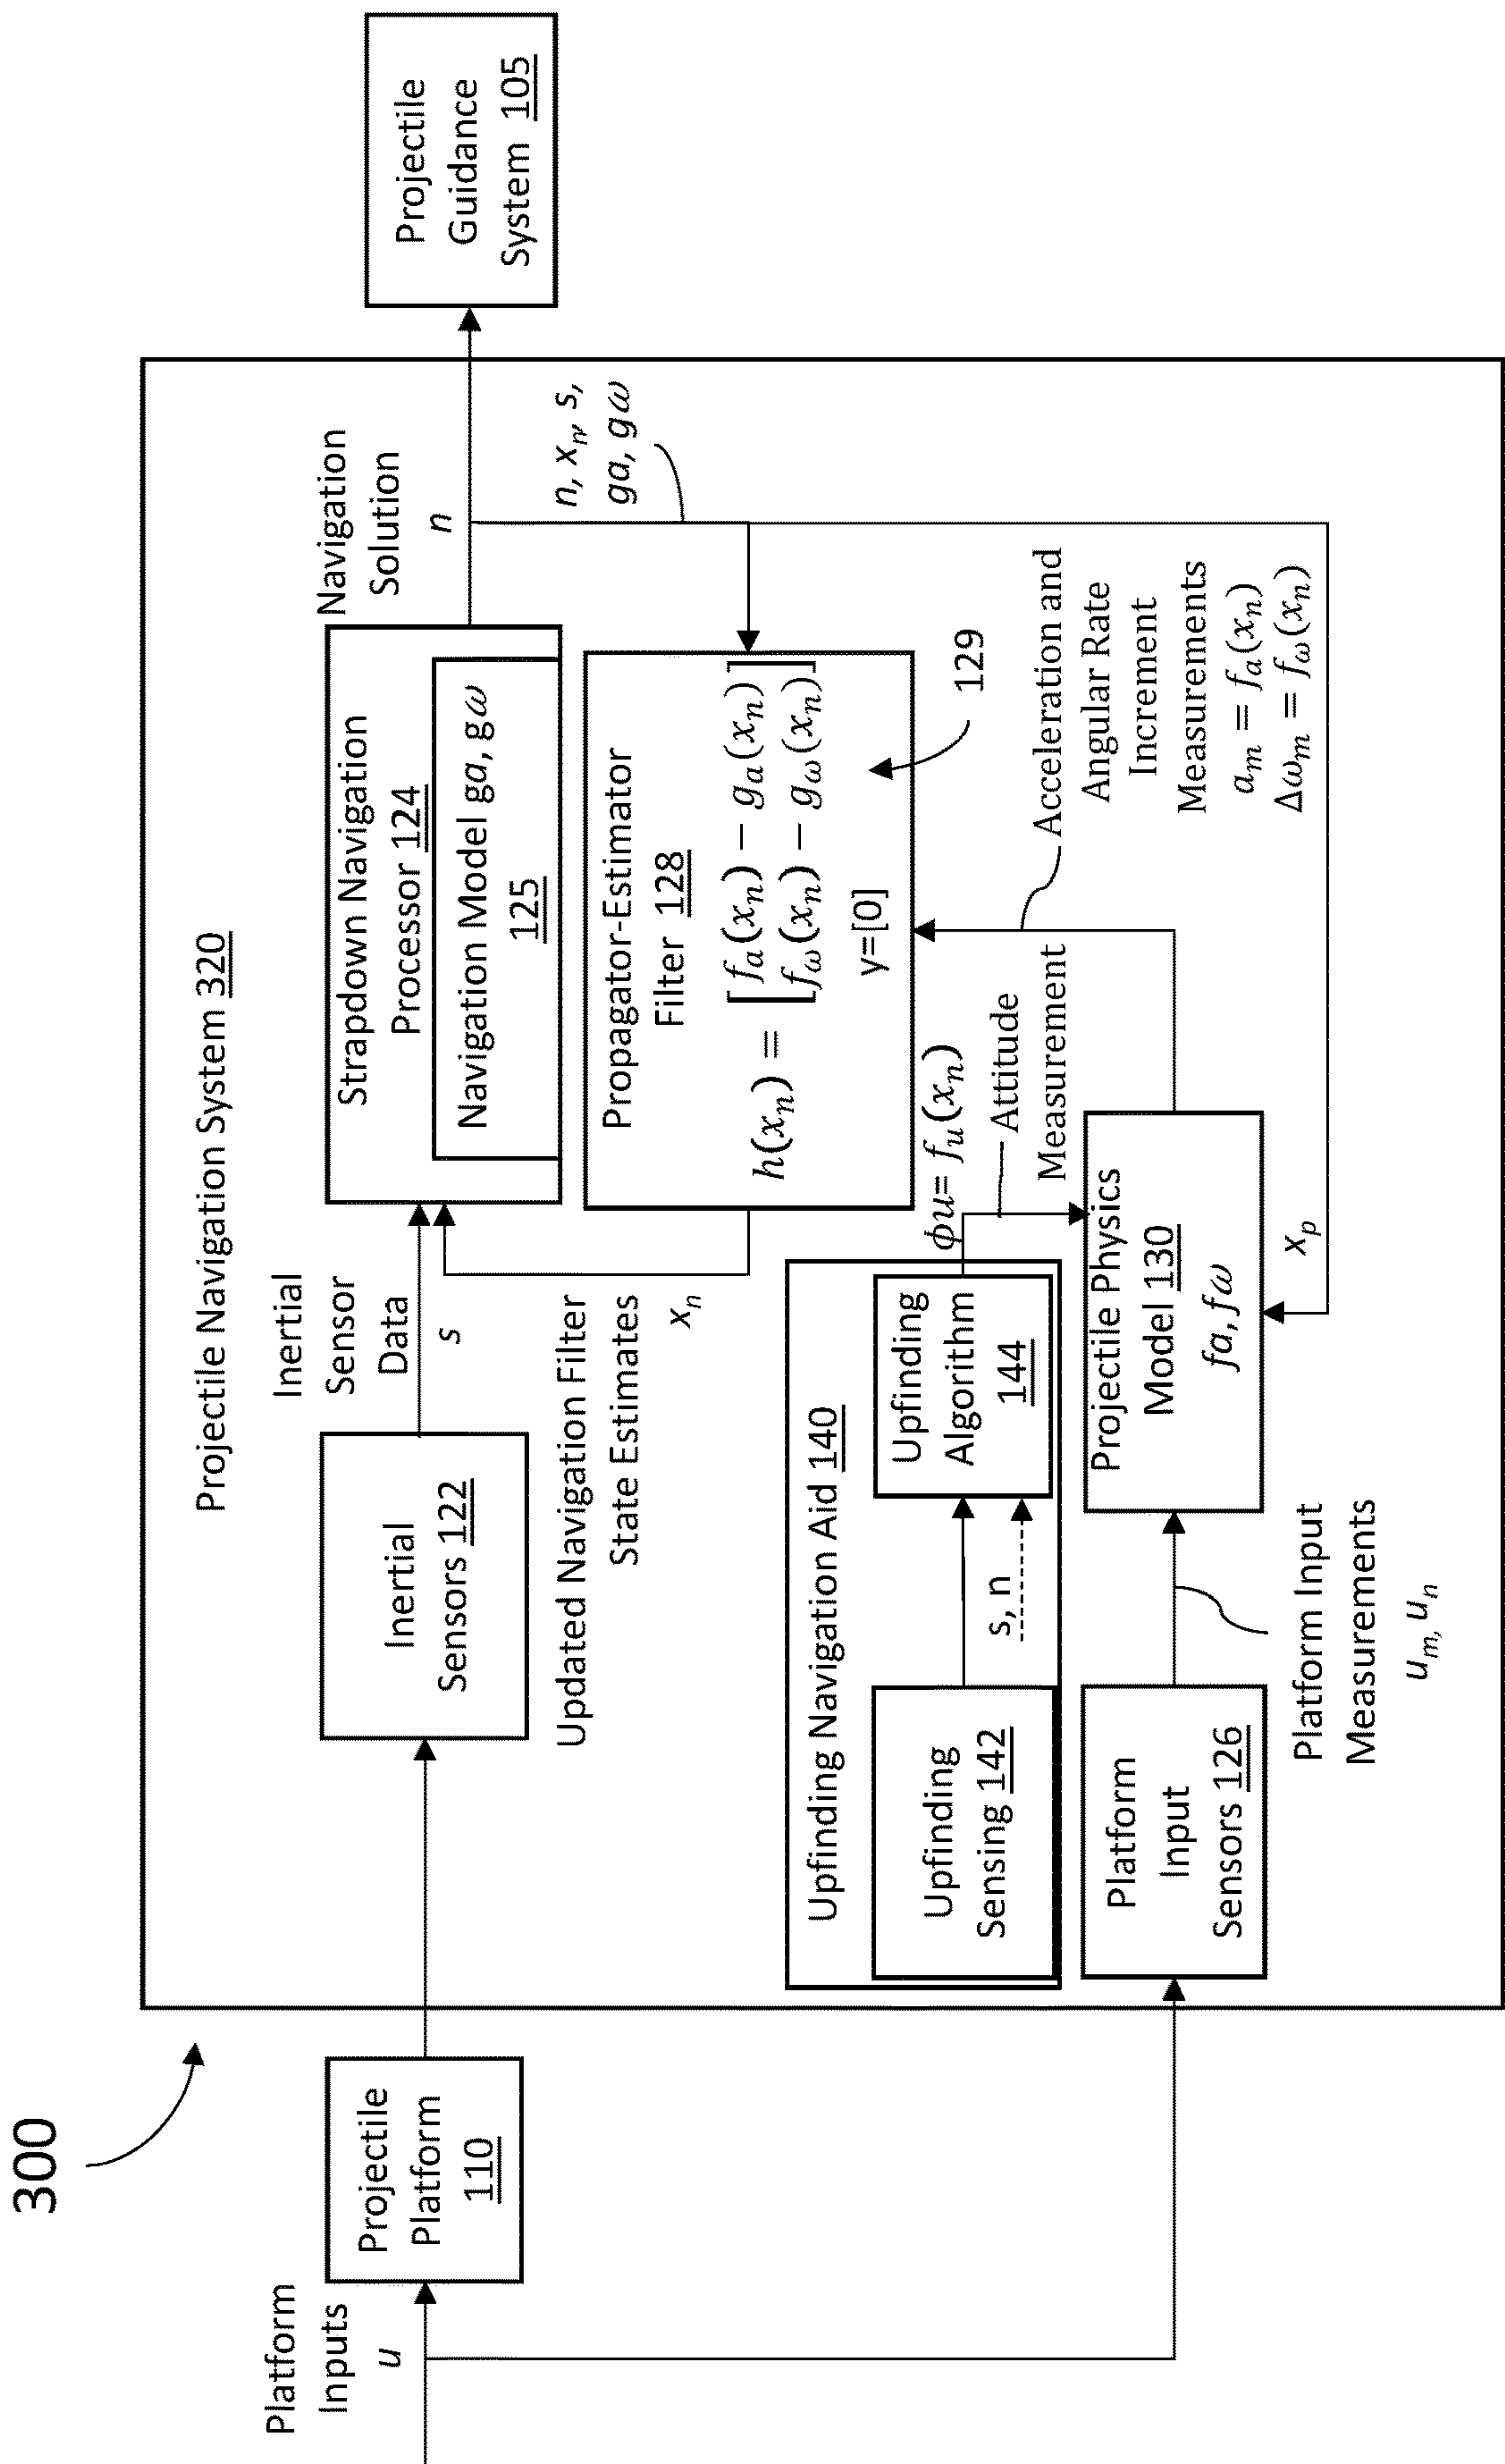 300
Platform
Inputs
u
Projectile
Platform
110
Projectile Navigation System 320
Inertial
Sensors 122
Inertial
Sensor
Data
s
Strapdown Navigation
Processor 124
Navigation Model ga, gω
125
Navigation
Solution
n
Projectile
Guidance
System 105
Updated Navigation Filter
State Estimates
xₙ
Propagator-Estimator
Filter 128
h(xₙ) = [fₐ(xₙ) − gₐ(xₙ)]
[f_ω(xₙ) − g_ω(xₙ)]
y=[0]
129
n, xₙ, s,
ga, gω
Upfinding Navigation Aid 140
Upfinding
Sensing 142
s, n
Upfinding
Algorithm
144
ϕu= f_u(xₙ)
Attitude
Measurement
Acceleration and
Angular Rate
Increment
Measurements
aₘ = fₐ(xₙ)
Δωₘ = f_ω(xₙ)
Platform
Input
Sensors 126
Platform Input
Measurements
uₘ, uₙ
Projectile Physics
Model 130
fa, fω
xₚ